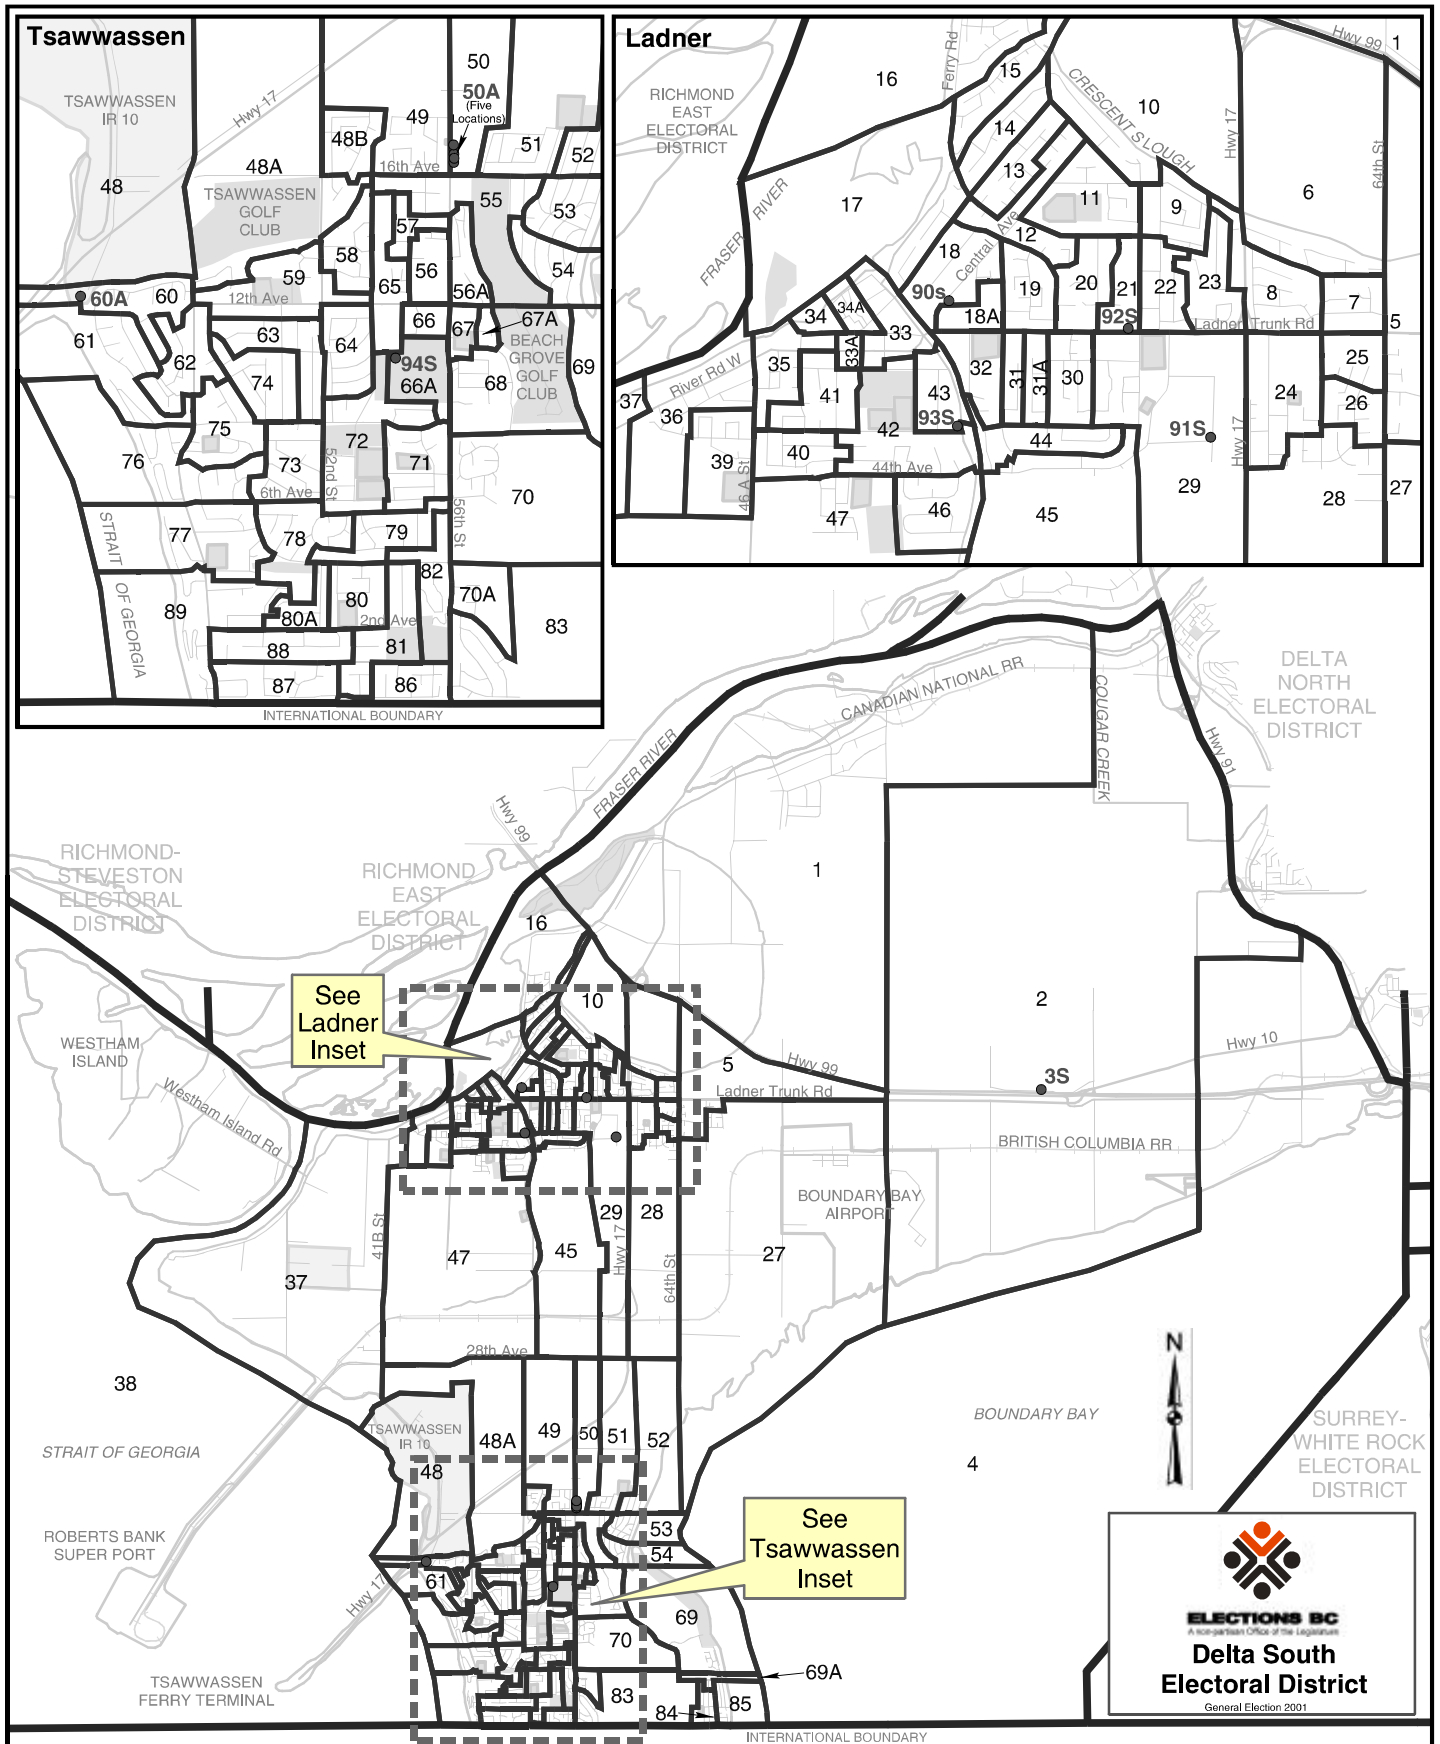 Tsawwassen
TSAWWASSEN
IR 10
Hwy 17
48
48A
48B
49
50
50A
(Five
Locations)
51
52
16th Ave
TSAWWASSEN
GOLF
CLUB
53
54
55
57
58
56
56A
59
60
60A
12th Ave
65
66
67
67A
61
62
63
64
94S
66A
68
BEACH
GROVE
GOLF
CLUB
69
74
75
76
72
71
73
52nd St
6th Ave
70
56th St
77
78
79
STRAIT
OF GEORGIA
82
80
80A
2nd Ave
70A
83
89
88
81
87
86
INTERNATIONAL BOUNDARY
Ladner
RICHMOND
EAST
ELECTORAL
DISTRICT
16
Ferry Rd
15
Hwy 99
1
CRESCENT SLOUGH
10
Hwy 17
64th St
14
13
6
FRASER RIVER
17
11
9
12
Central Ave
18
90s
18A
19
20
21
22
23
8
7
92S
Ladner Trunk Rd
5
34
34A
33
33A
35
River Rd W
37
36
41
43
93S
42
32
31
31A
30
25
24
26
91S
Hwy 17
39
40
46 A St
44th Ave
44
29
28
27
47
46
45
DELTA
NORTH
ELECTORAL
DISTRICT
CANADIAN NATIONAL RR
COUGAR CREEK
Hwy 91
FRASER RIVER
Hwy 99
RICHMOND-
STEVESTON
ELECTORAL
DISTRICT
RICHMOND
EAST
ELECTORAL
DISTRICT
1
16
See
Ladner
Inset
10
2
WESTHAM
ISLAND
Westham Island Rd
5
Hwy 99
Ladner Trunk Rd
3S
Hwy 10
BRITISH COLUMBIA RR
BOUNDARY BAY
AIRPORT
41B St
37
47
45
29
Hwy 17
28
64th St
27
28th Ave
38
STRAIT OF GEORGIA
TSAWWASSEN
IR 10
48
48A
49
50
51
52
BOUNDARY BAY
4
N
SURREY-
WHITE ROCK
ELECTORAL
DISTRICT
ROBERTS BANK
SUPER PORT
See
Tsawwassen
Inset
53
54
61
Hwy 17
69
70
TSAWWASSEN
FERRY TERMINAL
69A
83
84
85
INTERNATIONAL BOUNDARY
ELECTIONS BC
A non-partisan Office of the Legislature
Delta South
Electoral District
General Election 2001